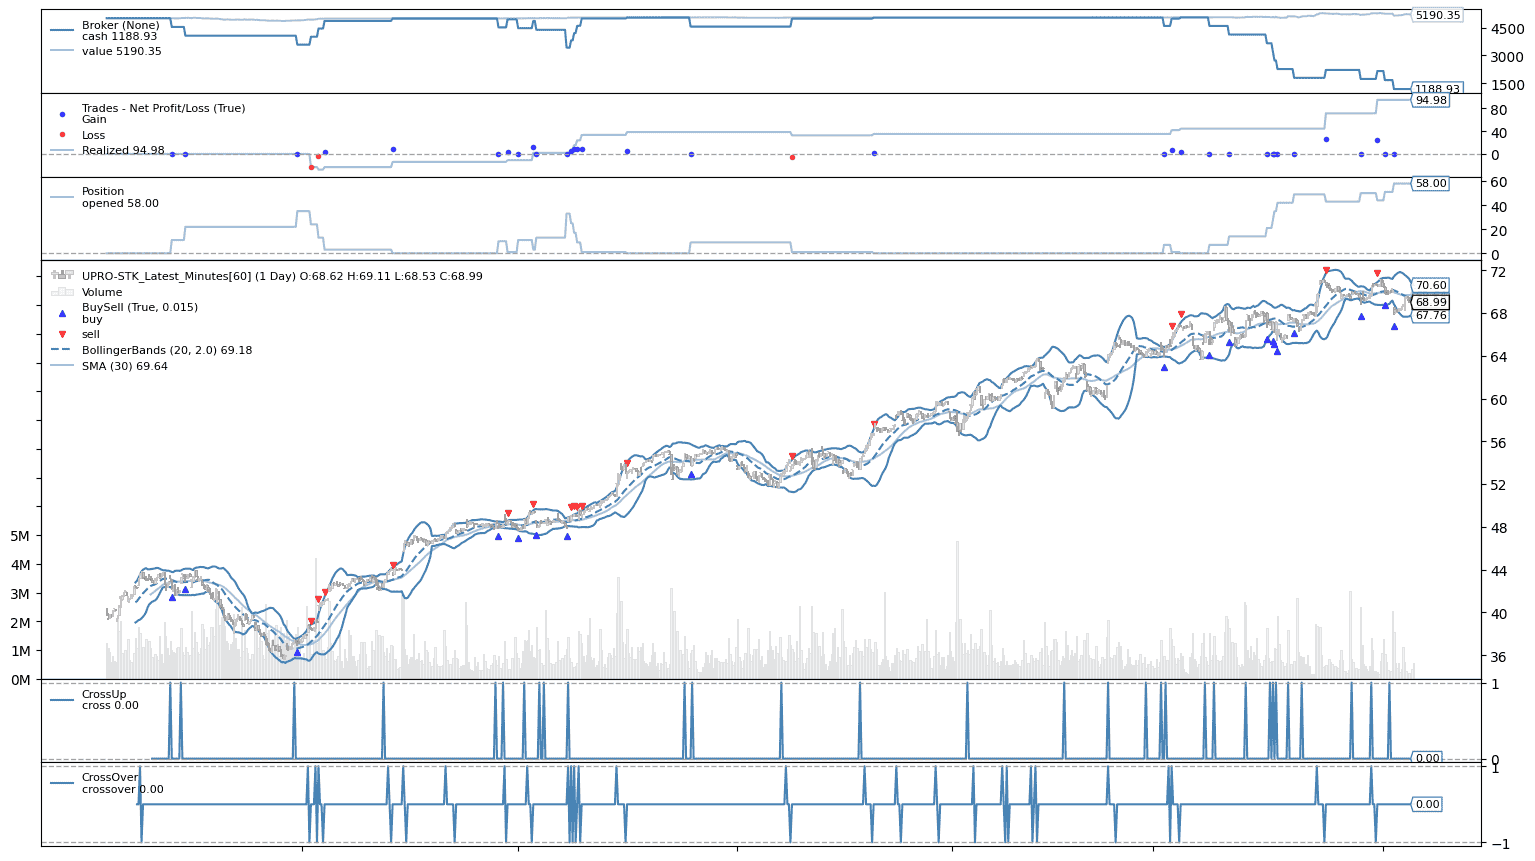 Broker (None)
cash 1188.93
value 5190.35
5190.35
4500
3000
1500
1188.93
Trades - Net Profit/Loss (True)
Gain
Loss
Realized 94.98
94.98
80
40
0
Position
opened 58.00
60
58.00
40
20
0
UPRO-STK_Latest_Minutes[60] (1 Day) O:68.62 H:69.11 L:68.53 C:68.99
Volume
BuySell (True, 0.015)
buy
sell
BollingerBands (20, 2.0) 69.18
SMA (30) 69.64
72
70.60
68.99
68
67.76
64
60
56
52
48
44
40
36
5M
4M
3M
2M
1M
0M
CrossUp
cross 0.00
1
0
0.00
CrossOver
crossover 0.00
1
0.00
−1